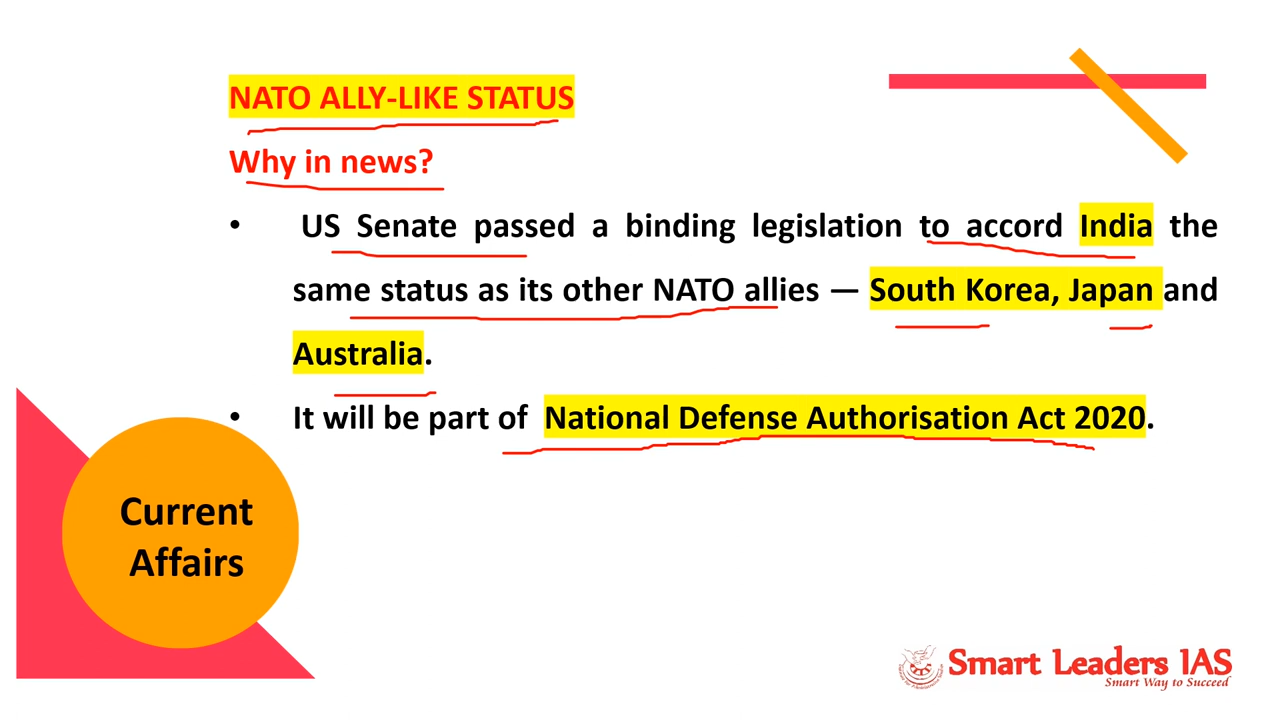 NATO ALLY-LIKE STATUS
Why in news?
• US Senate passed a binding legislation to accord India the
same status as its other NATO allies — South Korea, Japan and
Australia.
• It will be part of National Defense Authorisation Act 2020.
Current
Affairs
Smart Leaders IAS
Smart Way to Succeed